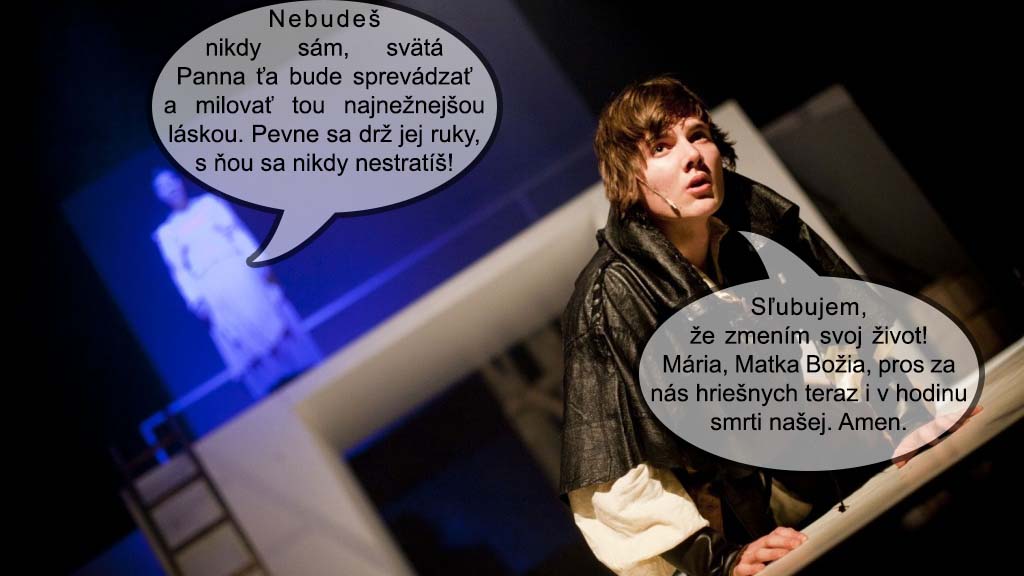 Nebudeš
nikdy sám, svätá
Panna ťa bude sprevádzať
a milovať tou najnežnejšou
láskou. Pevne sa drž jej ruky,
s ňou sa nikdy nestratíš!
Sľubujem,
že zmením svoj život!
Mária, Matka Božia, pros za
nás hriešnych teraz i v hodinu
smrti našej. Amen.